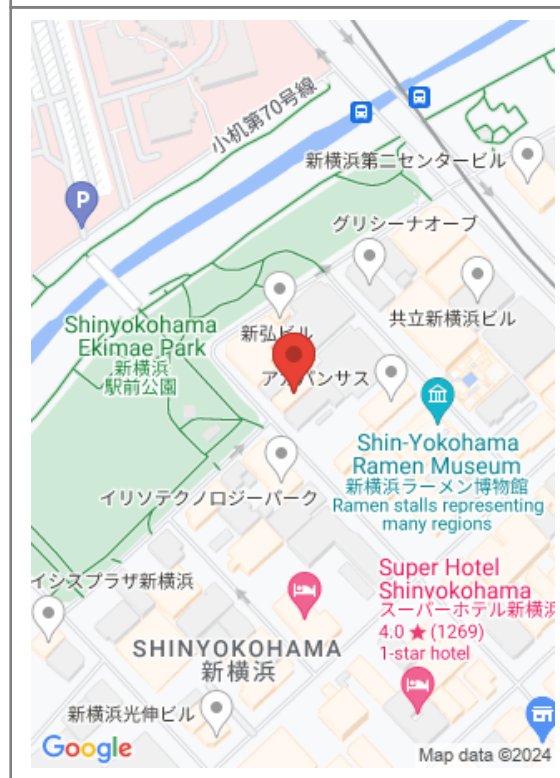 小机第70号線
P
新横浜第二センタービル
グリシーナオーブ
Shinyokohama
Ekimae Park
新横浜
駅前公園
新弘ビル
共立新横浜ビル
Shin-Yokohama
Ramen Museum
新横浜ラーメン博物館
Ramen stalls representing
many regions
イリソテクノロジーパーク
Super Hotel
Shinyokohama
スーパーホテル新横浜
4.0 ★ (1269)
1-star hotel
イシスプラザ新横浜
SHINYOKOHAMA
新横浜
新横浜光伸ビル
Google
Map data ©2024